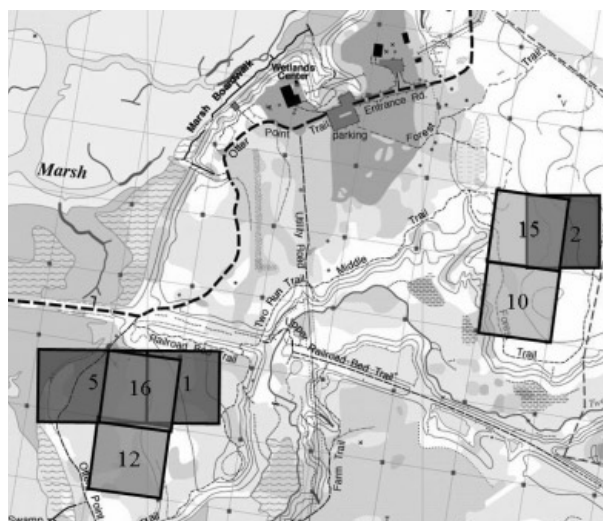 Wetlands
Center
Marsh Boardwalk
Otter Point Trail
Entrance Rd.
parking
Forest Trail
Marsh
Utility Road
Middle Trail
Two Run Trail
15
2
10
Trail
Railroad Bed Trail
Upper Railroad Bed Trail
5
16
1
12
Otter Point
Farm Trail
Swamp
Trail